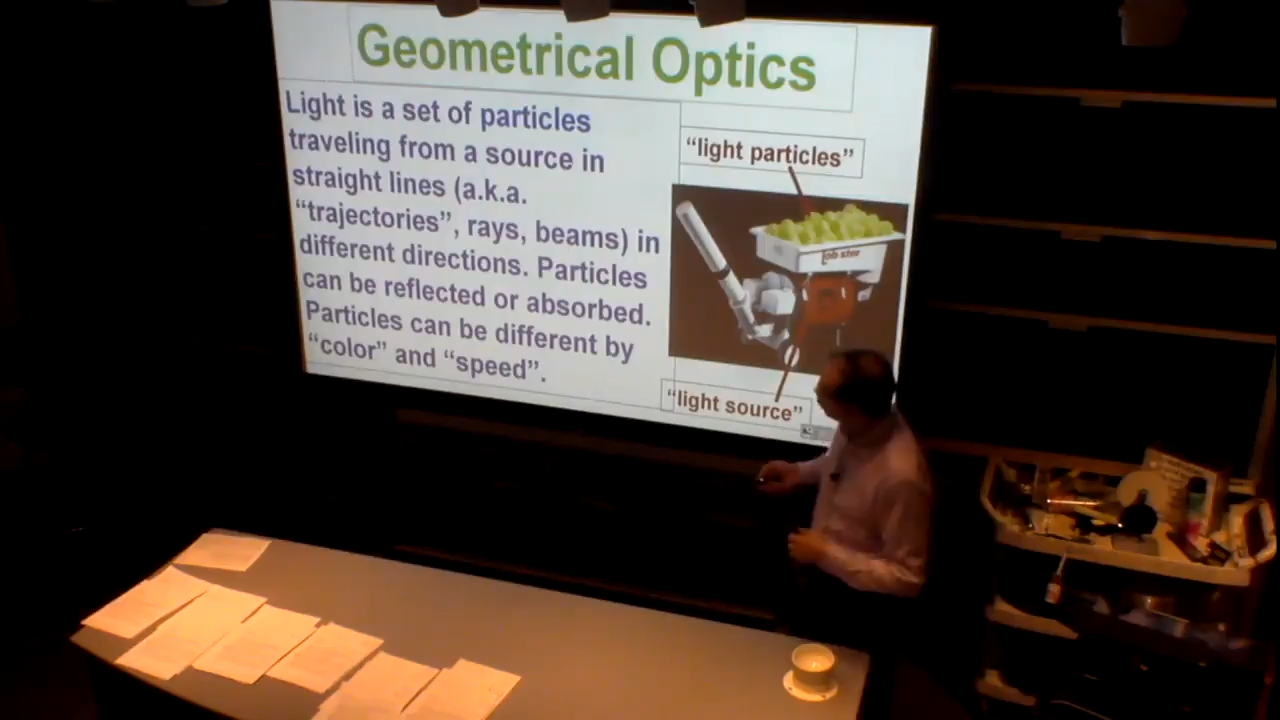 Geometrical Optics
Light is a set of particles
traveling from a source in
straight lines (a.k.a.
“trajectories”, rays, beams) in
different directions. Particles
can be reflected or absorbed.
Particles can be different by
“color” and “speed”.
“light particles”
lobster
“light source”